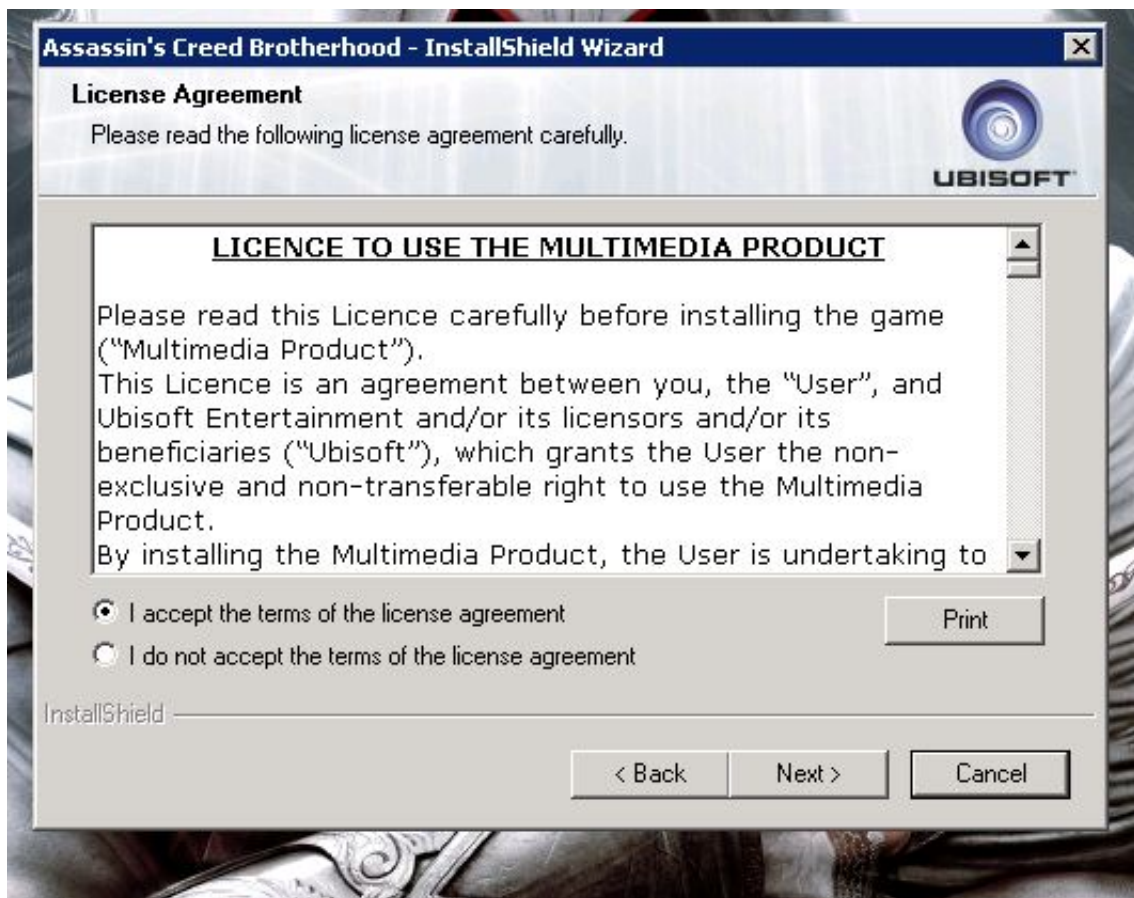 Assassin's Creed Brotherhood - InstallShield Wizard
License Agreement
Please read the following license agreement carefully.
UBISOFT
LICENCE TO USE THE MULTIMEDIA PRODUCT
Please read this Licence carefully before installing the game
(“Multimedia Product”).
This Licence is an agreement between you, the “User”, and
Ubisoft Entertainment and/or its licensors and/or its
beneficiaries (“Ubisoft”), which grants the User the non-
exclusive and non-transferable right to use the Multimedia
Product.
By installing the Multimedia Product, the User is undertaking to
I accept the terms of the license agreement
Print
I do not accept the terms of the license agreement
InstallShield
< Back Next > Cancel